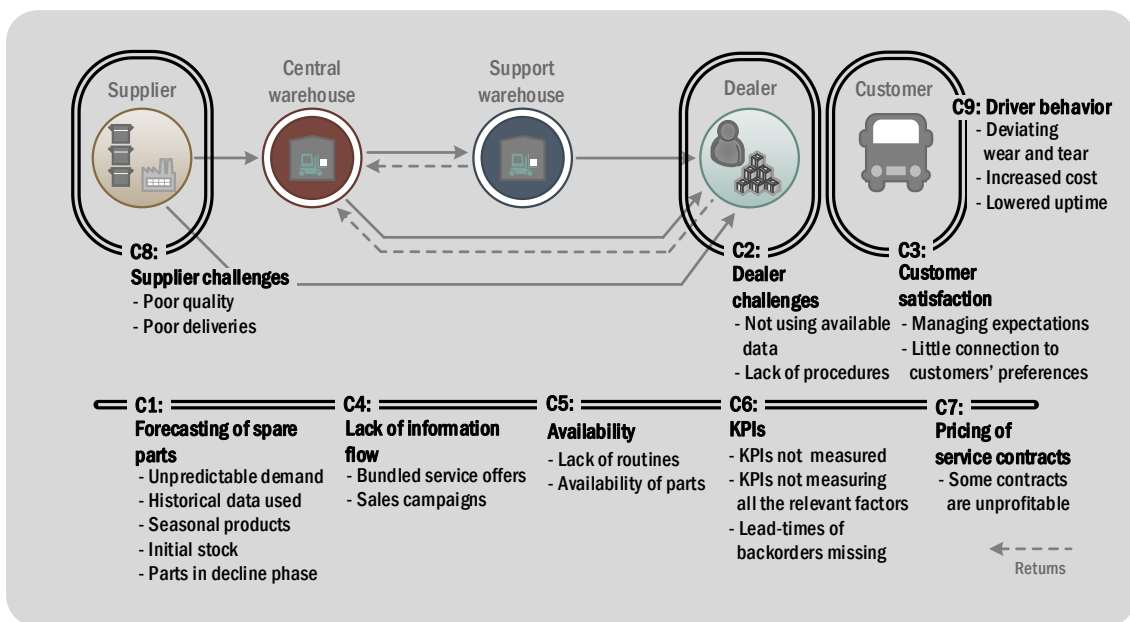 Supplier
Central
warehouse
Support
warehouse
Dealer
Customer
C9: Driver behavior
- Deviating
wear and tear
- Increased cost
- Lowered uptime
C8:
Supplier challenges
- Poor quality
- Poor deliveries
C2:
Dealer
challenges
- Not using available
data
- Lack of procedures
C3:
Customer
satisfaction
- Managing expectations
- Little connection to
customers’ preferences
C1:
Forecasting of spare
parts
- Unpredictable demand
- Historical data used
- Seasonal products
- Initial stock
- Parts in decline phase
C4:
Lack of information
flow
- Bundled service offers
- Sales campaigns
C5:
Availability
- Lack of routines
- Availability of parts
C6:
KPIs
- KPIs not measured
- KPIs not measuring
all the relevant factors
- Lead-times of
backorders missing
C7:
Pricing of
service contracts
- Some contracts
are unprofitable
Returns